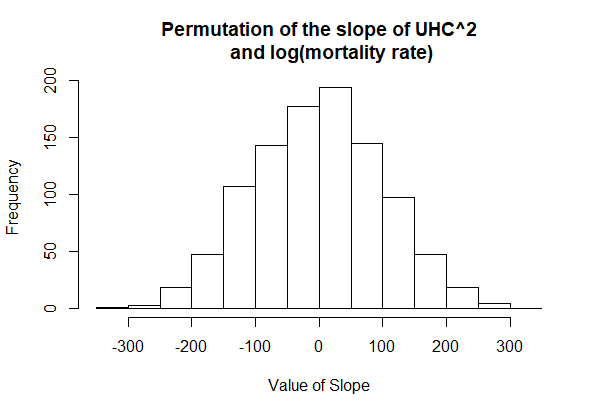 Permutation of the slope of UHC^2
and log(mortality rate)
200
150
100
50
0
Frequency
-300 -200 -100 0 100 200 300
Value of Slope